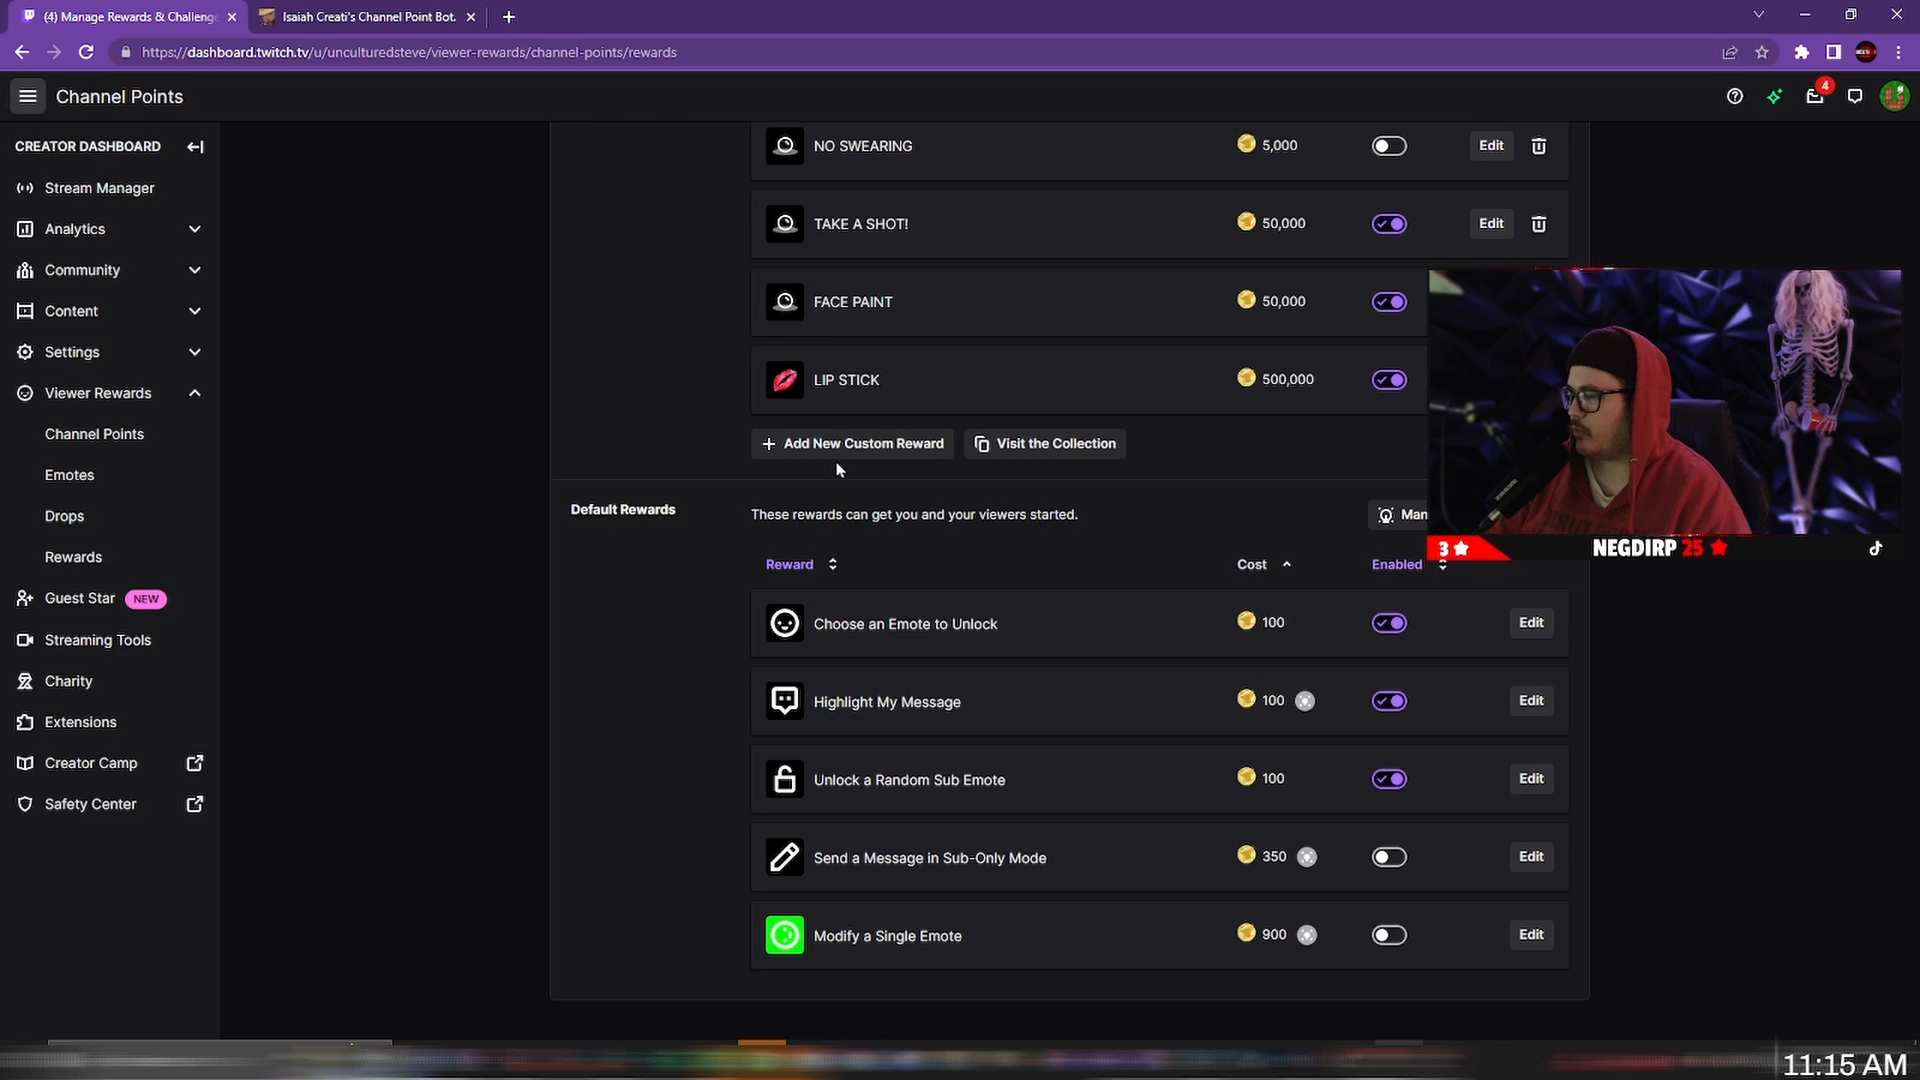 (4) Manage Rewards & Challenge
Isaiah Creati's Channel Point Bot.
https://dashboard.twitch.tv/u/unculturedsteve/viewer-rewards/channel-points/rewards
Channel Points
4
CREATOR DASHBOARD
Stream Manager
Analytics
Community
Content
Settings
Viewer Rewards
Channel Points
Emotes
Drops
Rewards
Guest Star NEW
Streaming Tools
Charity
Extensions
Creator Camp
Safety Center
NO SWEARING 5,000 Edit
TAKE A SHOT! 50,000 Edit
FACE PAINT 50,000
LIP STICK 500,000
Add New Custom Reward Visit the Collection
Default Rewards These rewards can get you and your viewers started. Man
3 NEGDIRP 25
Reward Cost Enabled
Choose an Emote to Unlock 100 Edit
Highlight My Message 100 Edit
Unlock a Random Sub Emote 100 Edit
Send a Message in Sub-Only Mode 350 Edit
Modify a Single Emote 900 Edit
11:15 AM